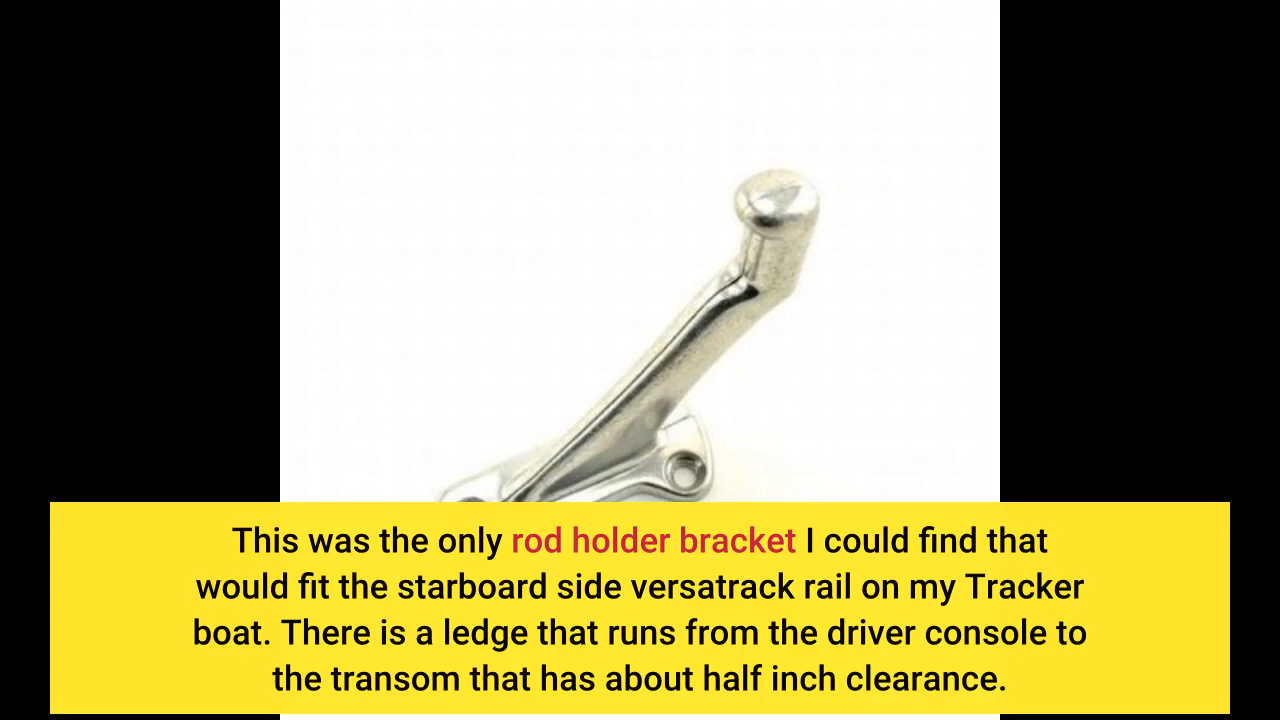 This was the only rod holder bracket I could find that
would fit the starboard side versatrack rail on my Tracker
boat. There is a ledge that runs from the driver console to
the transom that has about half inch clearance.